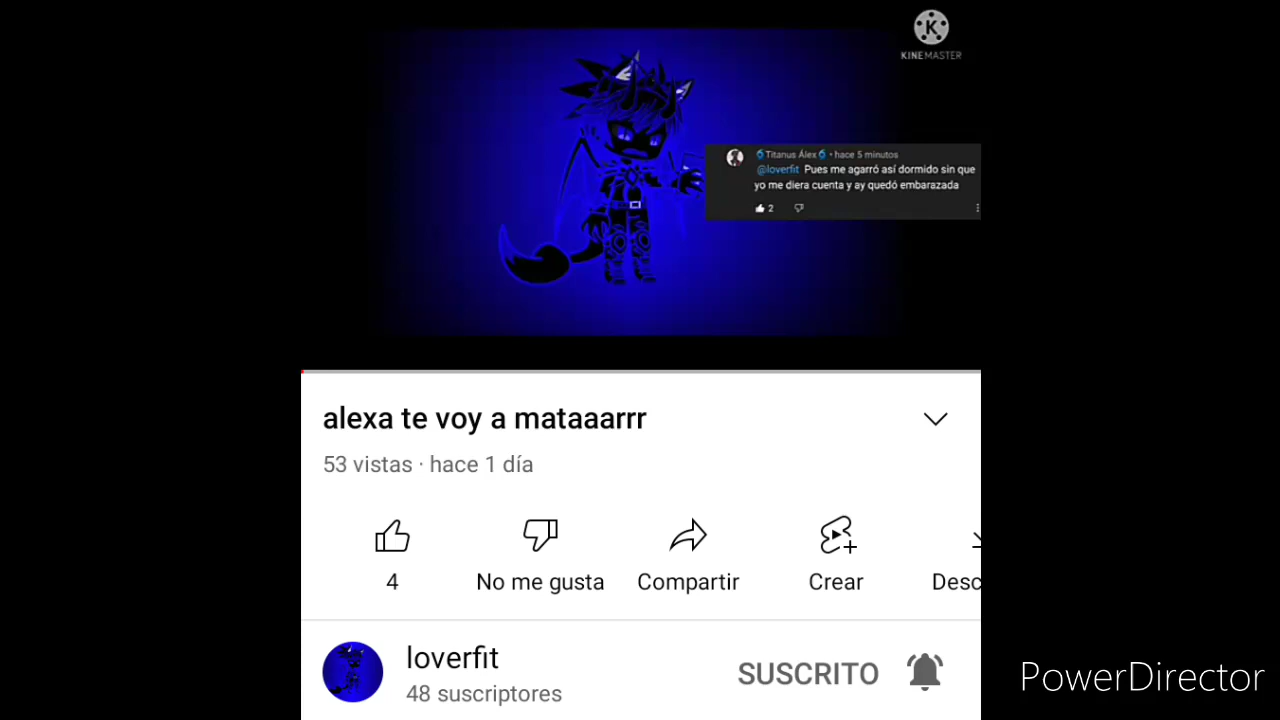 K
KINEMASTER
🌀Titanus Álex🌀 • hace 5 minutos
@loverfit Pues me agarró así dormido sin que
yo me diera cuenta y ay quedó embarazada
2
alexa te voy a mataaarrr
53 vistas · hace 1 día
4
No me gusta
Compartir
Crear
Desc
loverfit
48 suscriptores
SUSCRITO
PowerDirector